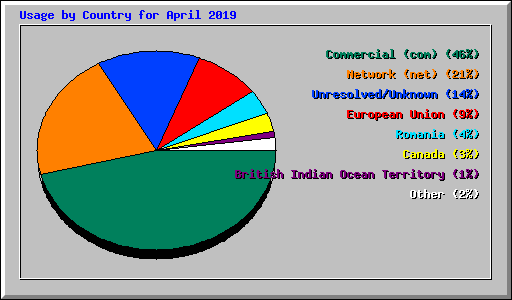 Usage by Country for April 2019
Commercial (com) (46%)
Network (net) (21%)
Unresolved/Unknown (14%)
European Union (9%)
Romania (4%)
Canada (3%)
British Indian Ocean Territory (1%)
Other (2%)